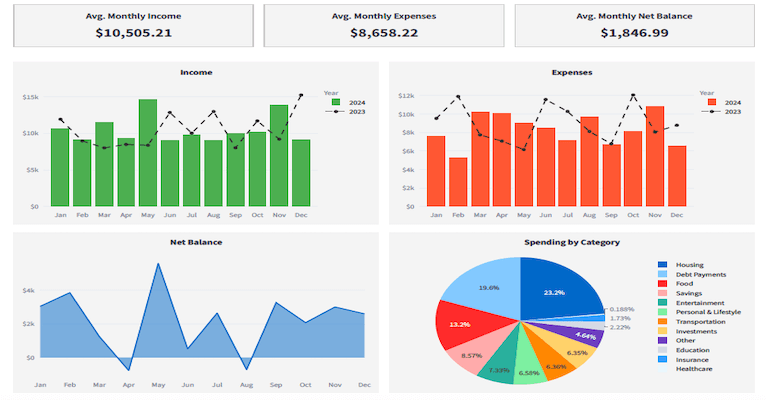 Avg. Monthly Income
$10,505.21
Avg. Monthly Expenses
$8,658.22
Avg. Monthly Net Balance
$1,846.99
Income
$15k
$10k
$5k
$0
Jan Feb Mar Apr May Jun Jul Aug Sep Oct Nov Dec
Year
2024
2023
Expenses
$12k
$10k
$8k
$6k
$4k
$2k
$0
Jan Feb Mar Apr May Jun Jul Aug Sep Oct Nov Dec
Year
2024
2023
Net Balance
$4k
$2k
$0
Jan Feb Mar Apr May Jun Jul Aug Sep Oct Nov Dec
Spending by Category
23.2%
0.188%
1.73%
2.22%
4.64%
6.35%
6.36%
6.58%
7.33%
8.57%
13.2%
19.6%
Housing
Debt Payments
Food
Savings
Entertainment
Personal & Lifestyle
Transportation
Investments
Other
Education
Insurance
Healthcare